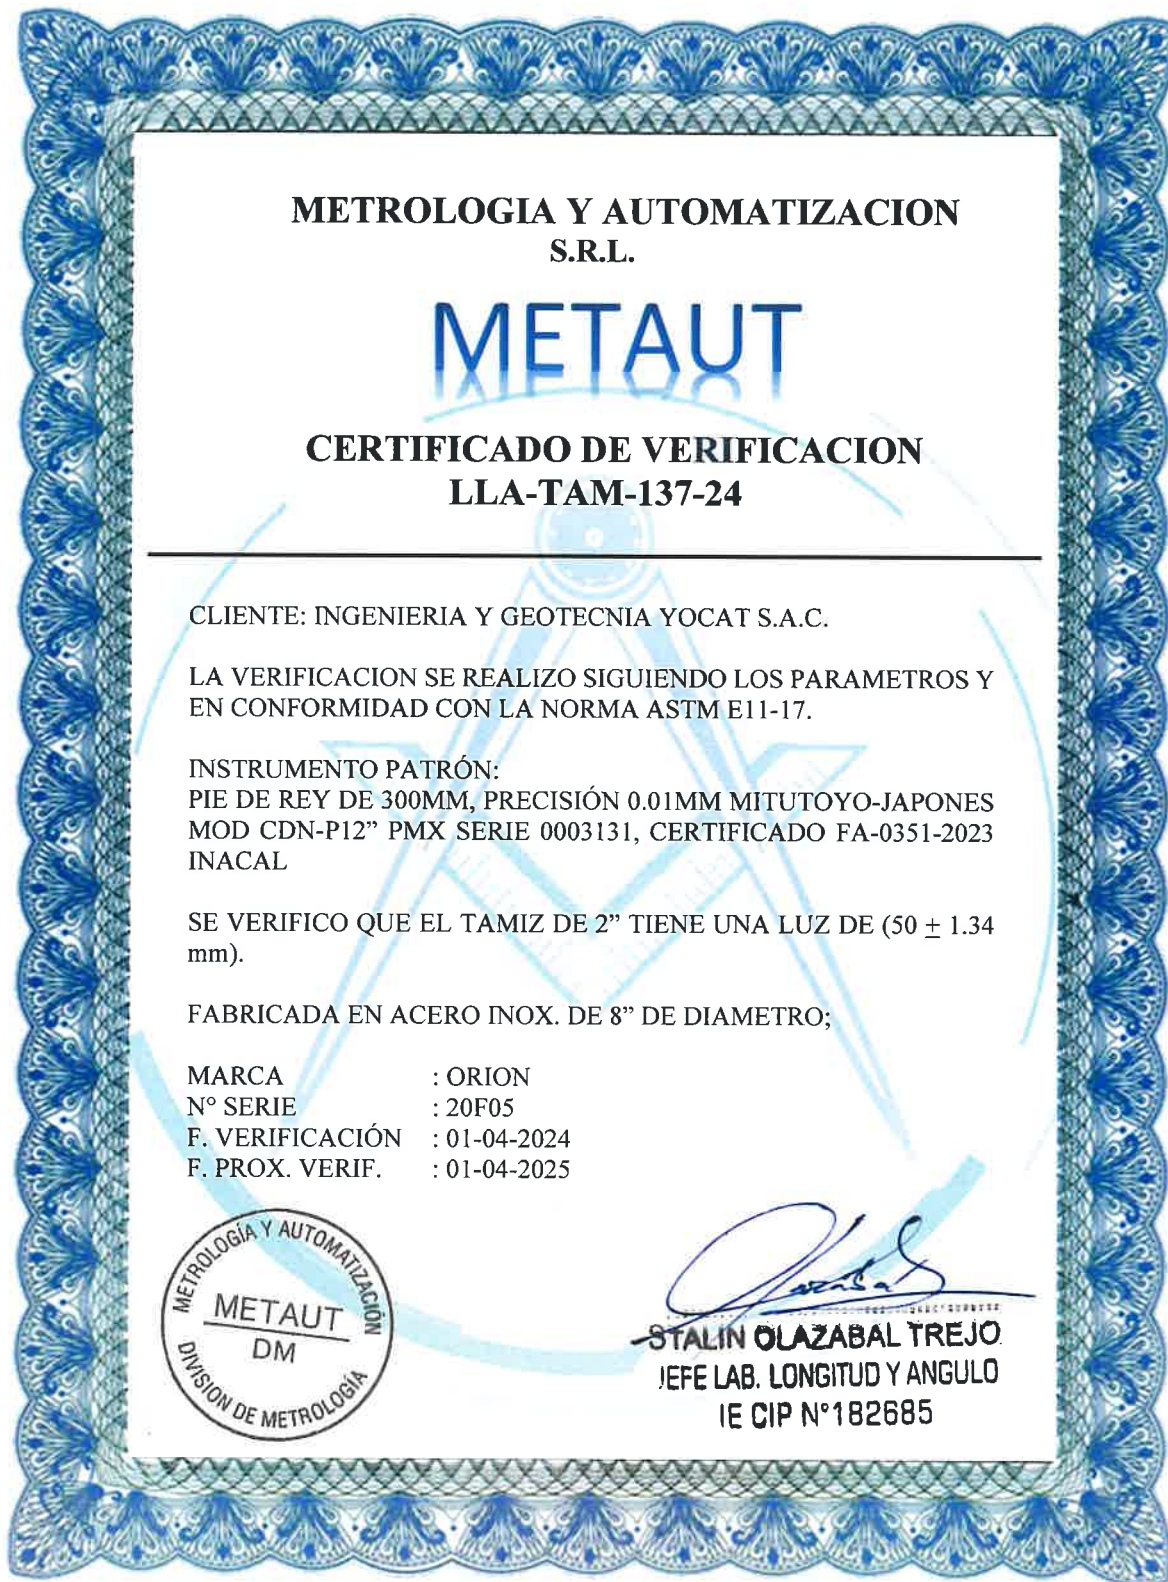 METROLOGIA Y AUTOMATIZACION
S.R.L.
METAUT
CERTIFICADO DE VERIFICACION
LLA-TAM-137-24
CLIENTE: INGENIERIA Y GEOTECNIA YOCAT S.A.C.
LA VERIFICACION SE REALIZO SIGUIENDO LOS PARAMETROS Y
EN CONFORMIDAD CON LA NORMA ASTM E11-17.
INSTRUMENTO PATRÓN:
PIE DE REY DE 300MM, PRECISIÓN 0.01MM MITUTOYO-JAPONES
MOD CDN-P12” PMX SERIE 0003131, CERTIFICADO FA-0351-2023
INACAL
SE VERIFICO QUE EL TAMIZ DE 2” TIENE UNA LUZ DE (50 ± 1.34
mm).
FABRICADA EN ACERO INOX. DE 8” DE DIAMETRO;
MARCA : ORION
N° SERIE : 20F05
F. VERIFICACIÓN : 01-04-2024
F. PROX. VERIF. : 01-04-2025
METROLOGÍA Y AUTOMATIZACIÓN
METAUT
DM
DIVISION DE METROLOGÍA
STALIN OLAZABAL TREJO
JEFE LAB. LONGITUD Y ANGULO
IE CIP N°182685